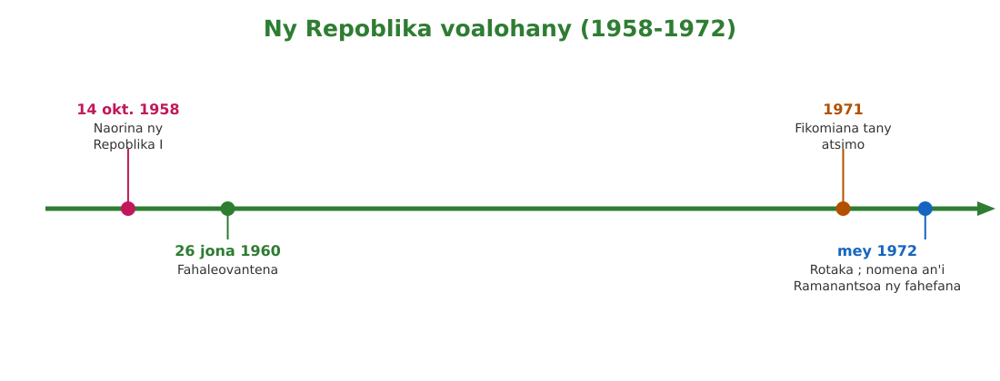 Ny Repoblika voalohany (1958-1972)
14 okt. 1958
Naorina ny
Repoblika I
26 jona 1960
Fahaleovantena
1971
Fikomiana tany
atsimo
mey 1972
Rotaka ; nomena an'i
Ramanantsoa ny fahefana